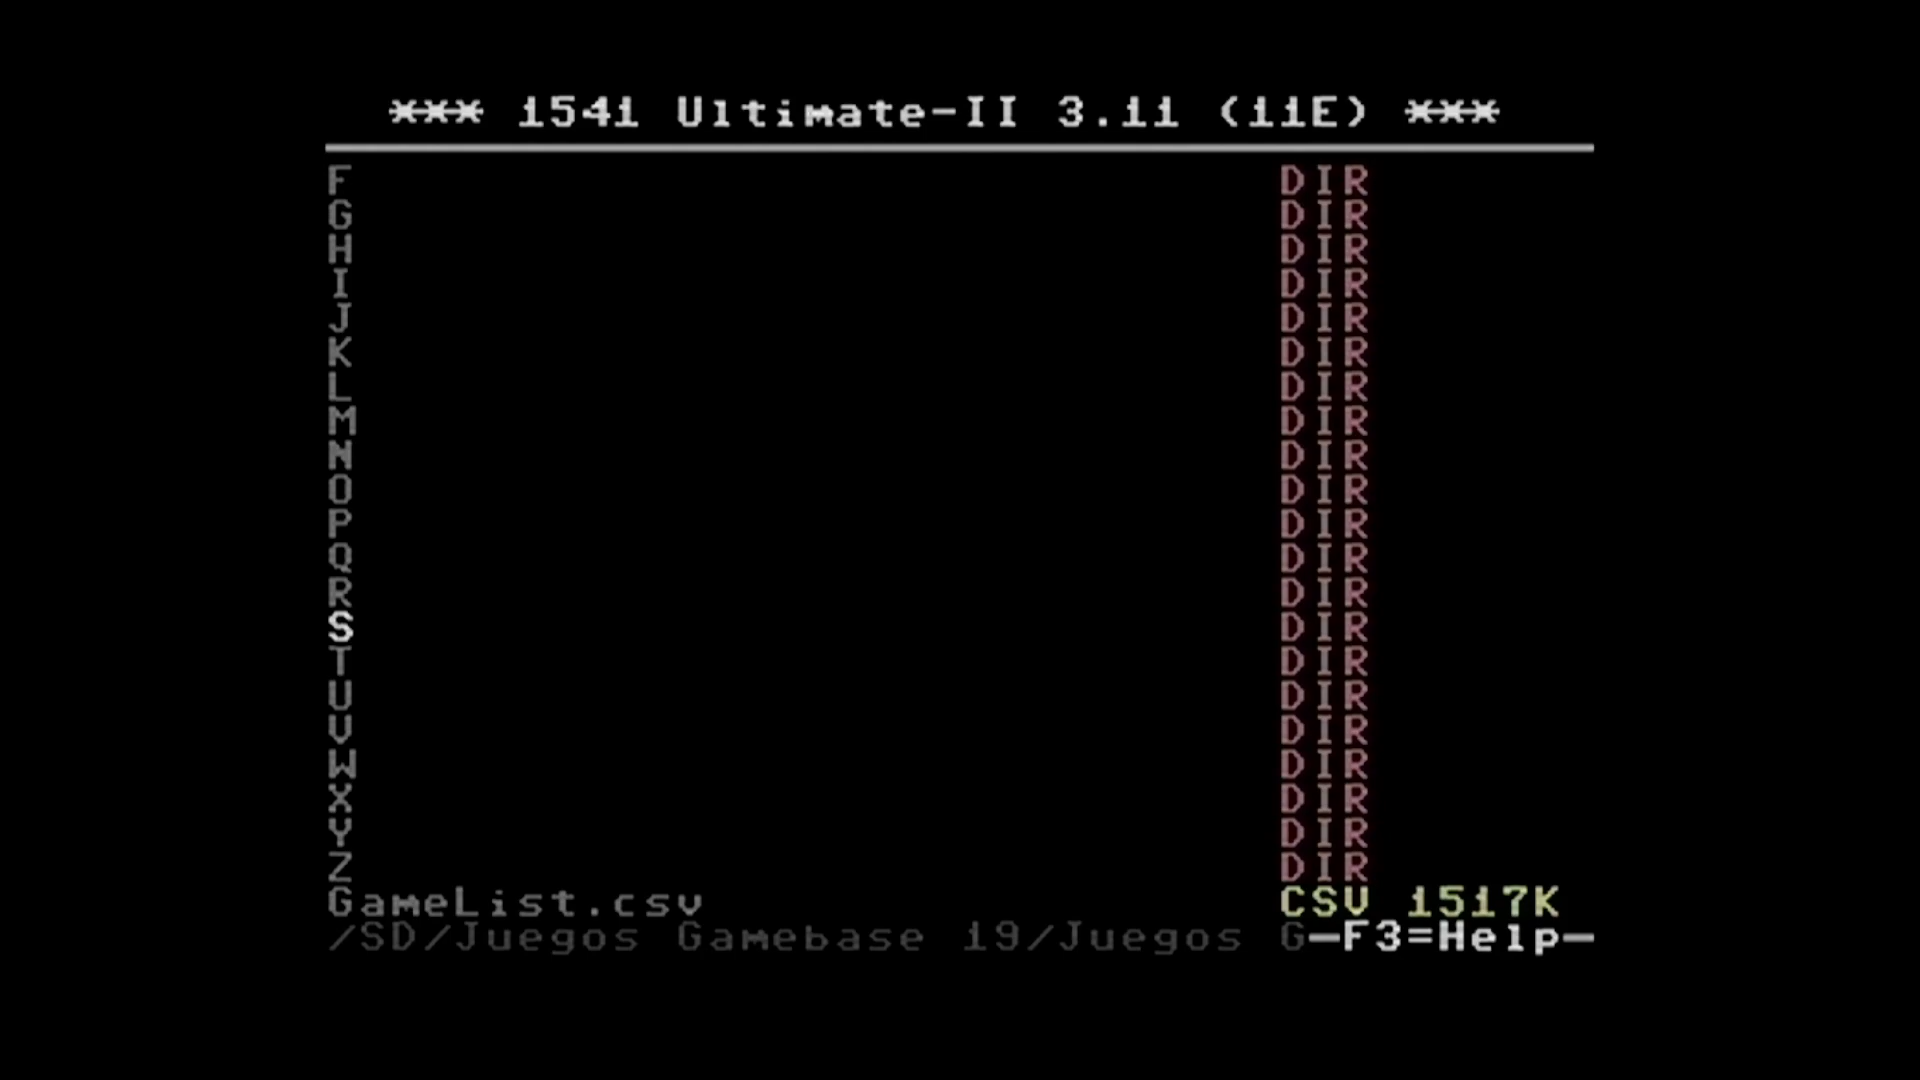 *** 1541 Ultimate-II 3.11 (11E) ***
F DIR
G DIR
H DIR
I DIR
J DIR
K DIR
L DIR
M DIR
N DIR
O DIR
P DIR
Q DIR
R DIR
S DIR
T DIR
U DIR
V DIR
W DIR
X DIR
Y DIR
Z DIR
GameList.csv CSV 1517K
/SD/Juegos Gamebase 19/Juegos G—F3=Help—